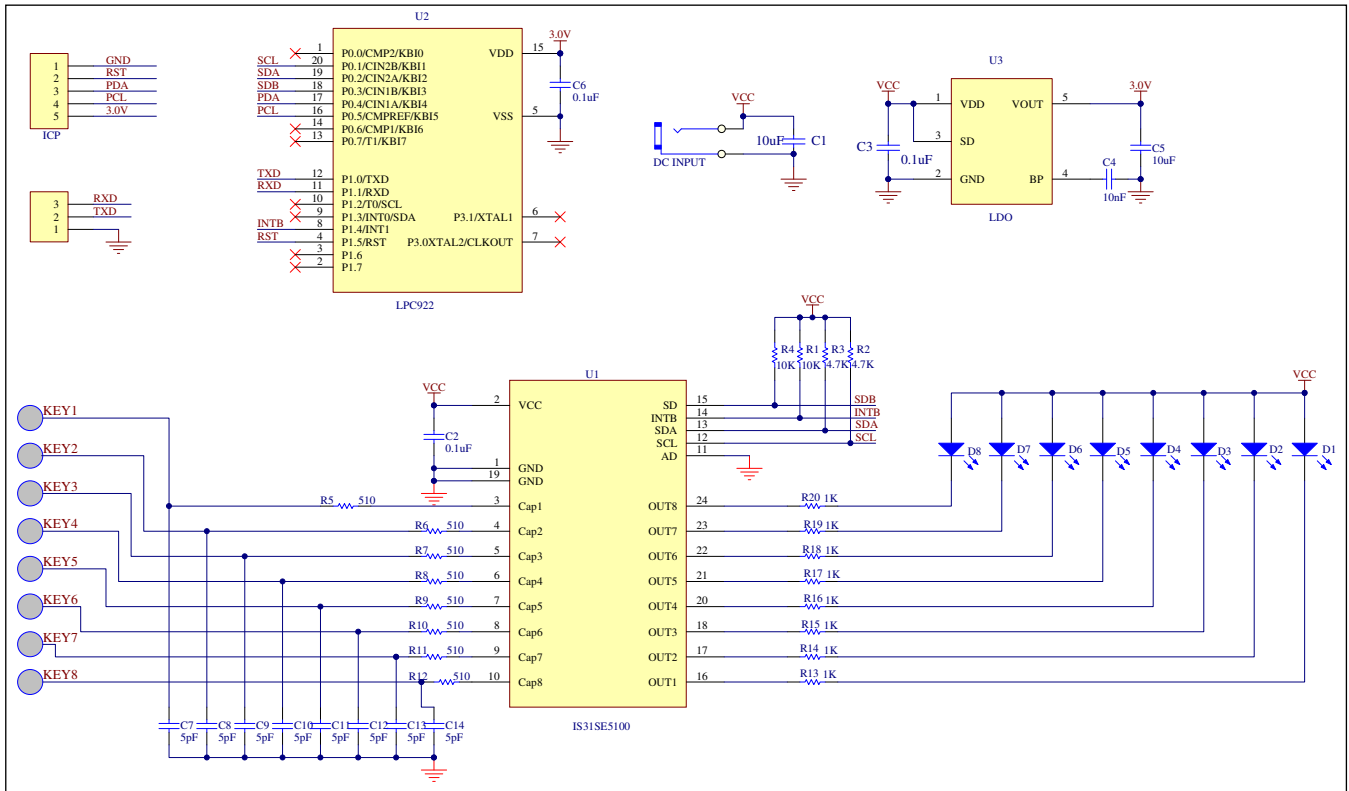 U2
1 P0.0/CMP2/KBI0
SCL 20 P0.1/CIN2B/KBI1
SDA 19 P0.2/CIN2A/KBI2
SDB 18 P0.3/CIN1B/KBI3
PDA 17 P0.4/CIN1A/KBI4
PCL 16 P0.5/CMPREF/KBI5
14 P0.6/CMP1/KBI6
13 P0.7/T1/KBI7
TXD 12 P1.0/TXD
RXD 11 P1.1/RXD
10 P1.2/T0/SCL
9 P1.3/INT0/SDA
INTB 8 P1.4/INT1
RST 4 P1.5/RST
3 P1.6
2 P1.7
VDD 15 3.0V
C6
0.1uF
VSS 5
P3.1/XTAL1 6
P3.0XTAL2/CLKOUT 7
LPC922
1 GND
2 RST
3 PDA
4 PCL
5 3.0V
ICP
3 RXD
2 TXD
1
VCC
10uF C1
DC INPUT
U3
VCC 1 VDD VOUT 5 3.0V
3 SD
C3 0.1uF
2 GND BP 4
C4
10nF
C5
10uF
LDO
VCC
R4 R1 R3 R2
10K 10K 4.7K 4.7K
U1
VCC 2 VCC
C2
0.1uF
1 GND
19 GND
R5 510 3 Cap1
R6 510 4 Cap2
R7 510 5 Cap3
R8 510 6 Cap4
R9 510 7 Cap5
R10 510 8 Cap6
R11 510 9 Cap7
R12 510 10 Cap8
SD 15 SDB
INTB 14 INTB
SDA 13 SDA
SCL 12 SCL
AD 11
OUT8 24 R20 1K
OUT7 23 R19 1K
OUT6 22 R18 1K
OUT5 21 R17 1K
OUT4 20 R16 1K
OUT3 18 R15 1K
OUT2 17 R14 1K
OUT1 16 R13 1K
IS31SE5100
KEY1
KEY2
KEY3
KEY4
KEY5
KEY6
KEY7
KEY8
C7 C8 C9 C10 C11 C12 C13 C14
5pF 5pF 5pF 5pF 5pF 5pF 5pF 5pF
VCC
D8 D7 D6 D5 D4 D3 D2 D1